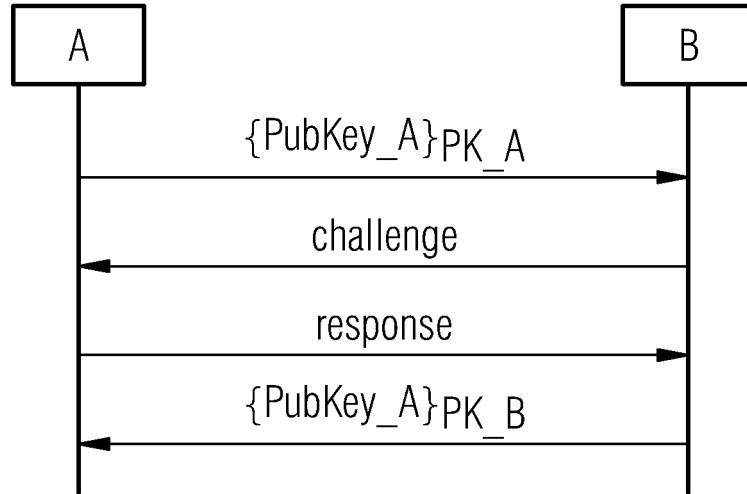 A
B
{PubKey_A}PK_A
challenge
response
{PubKey_A}PK_B